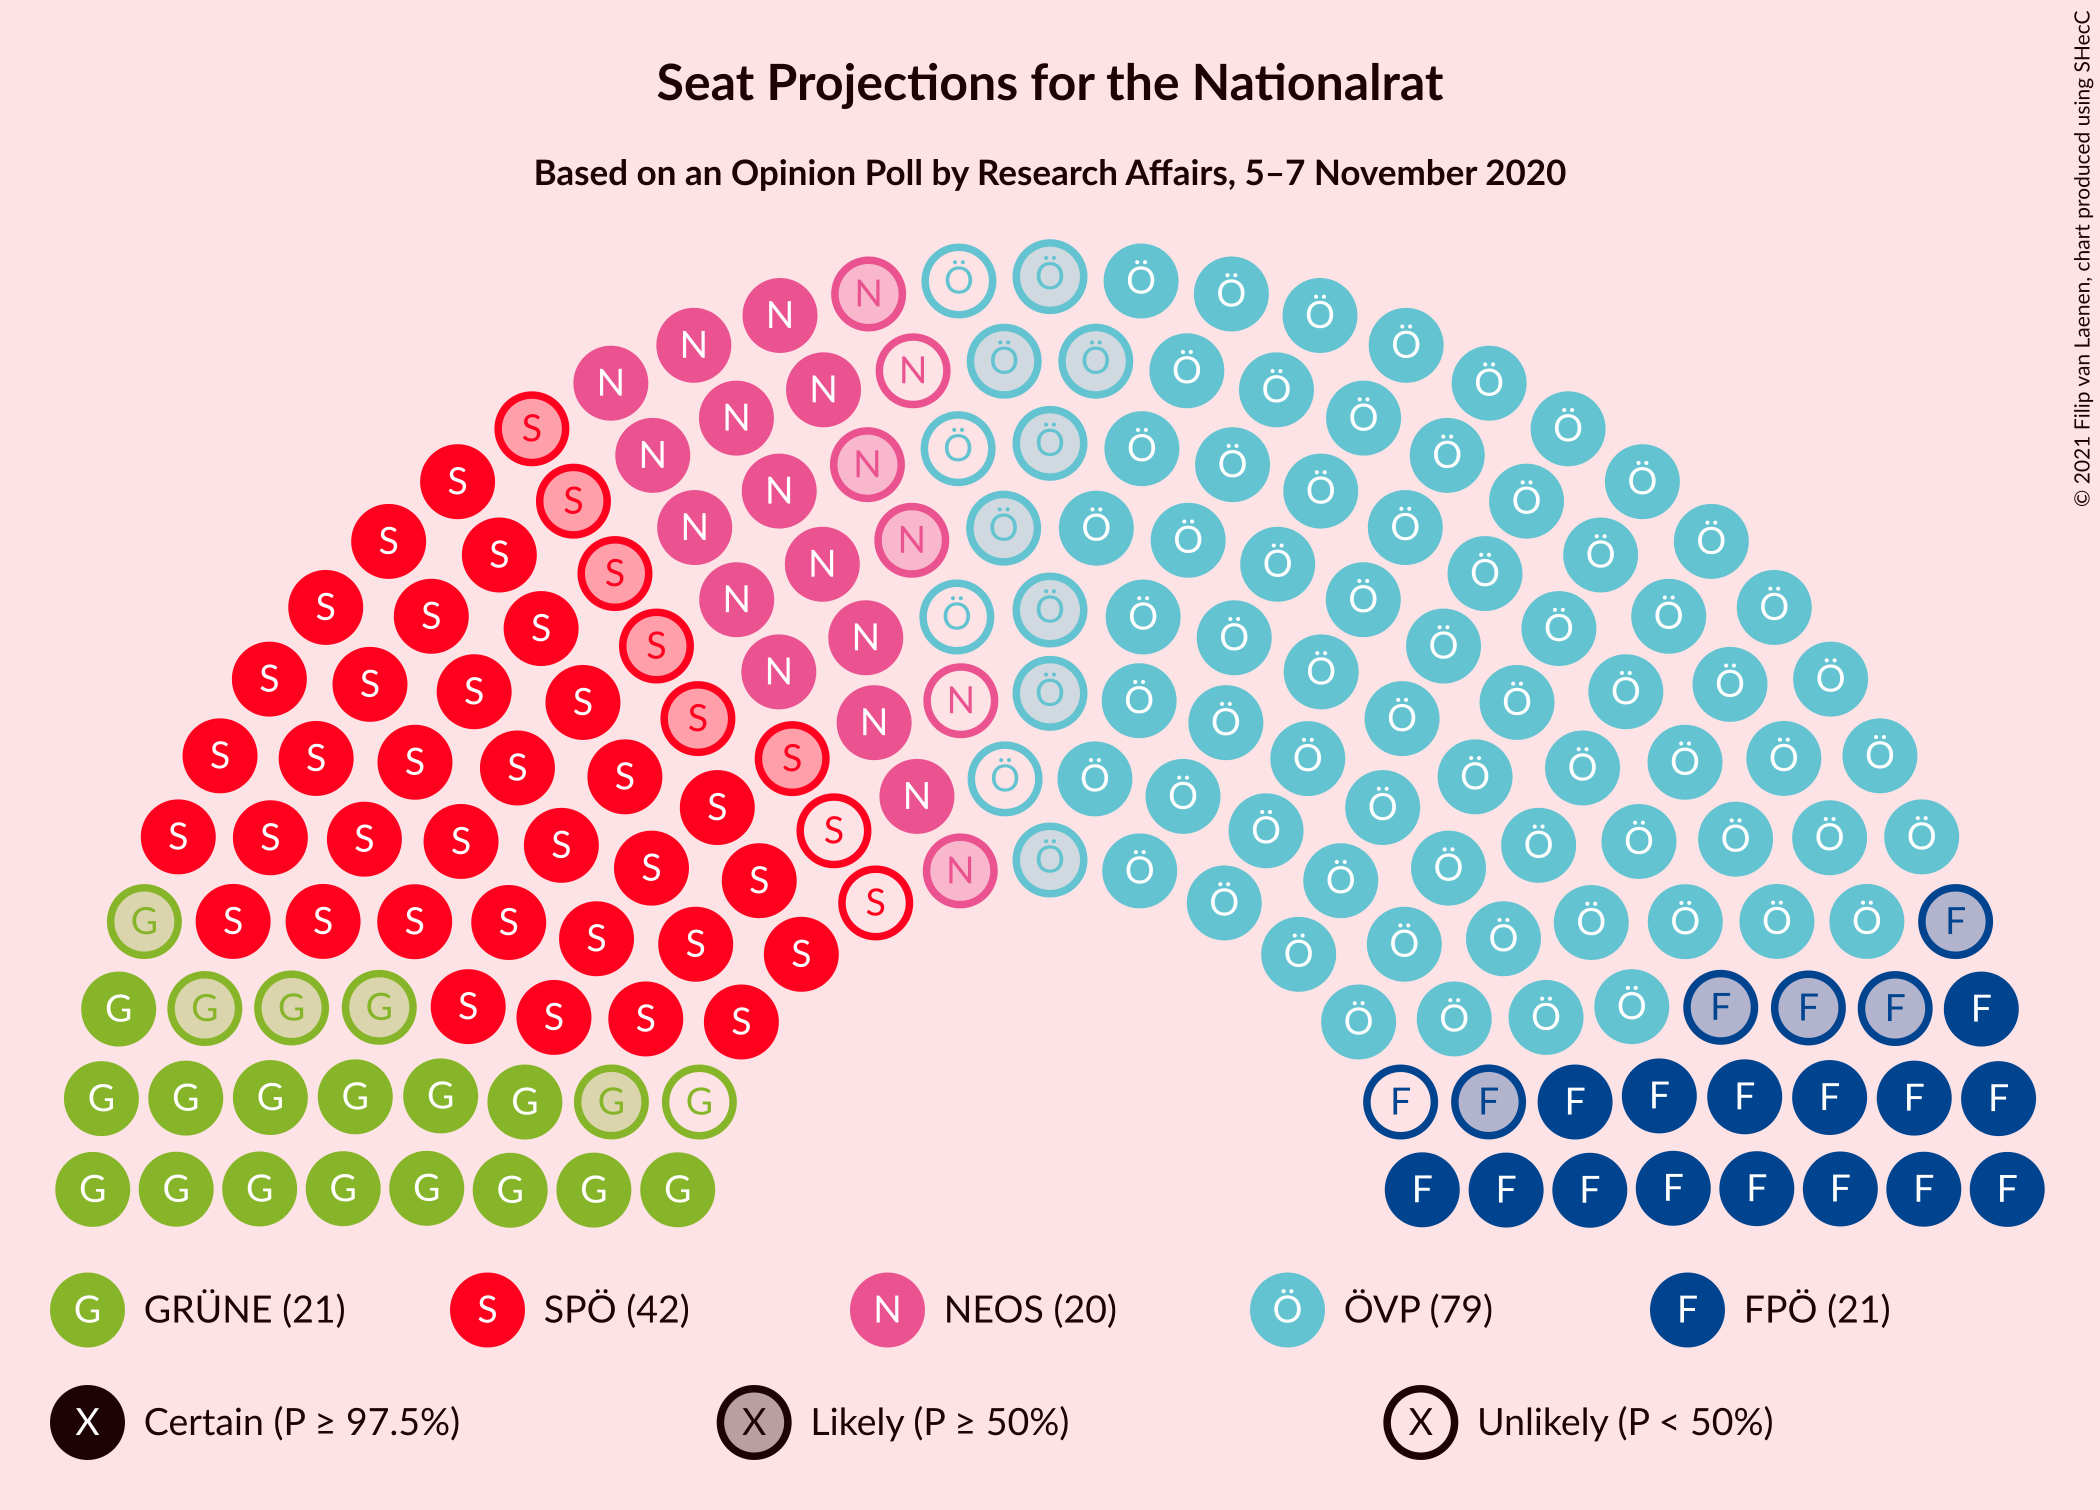 Seat Projections for the Nationalrat
Based on an Opinion Poll by Research Affairs, 5–7 November 2020
© 2021 Filip van Laenen, chart produced using SHecC
N Ö Ö Ö Ö
N N Ö Ö
N N Ö Ö Ö Ö
N N Ö Ö
S N N Ö Ö Ö Ö
S N N Ö Ö Ö Ö
S S N N Ö Ö Ö Ö
S S N N Ö Ö Ö Ö Ö Ö
S S S N N Ö Ö Ö Ö Ö Ö
S S S N N Ö Ö Ö Ö Ö Ö
S S S S N N Ö Ö Ö Ö Ö Ö
S S S S N N Ö Ö Ö Ö Ö Ö
S S S S S S N Ö Ö Ö Ö Ö Ö Ö Ö
S S S S S S S N Ö Ö Ö Ö Ö Ö Ö Ö
S S S S S S S S N Ö Ö Ö Ö Ö Ö Ö Ö Ö
G S S S S S S S Ö Ö Ö Ö Ö Ö Ö F
G G G G S S S S Ö Ö Ö Ö F F F F
G G G G G G G G F F F F F F F F
G G G G G G G G F F F F F F F F
G GRÜNE (21) S SPÖ (42) N NEOS (20) Ö ÖVP (79) F FPÖ (21)
X Certain (P ≥ 97.5%) X Likely (P ≥ 50%) X Unlikely (P < 50%)